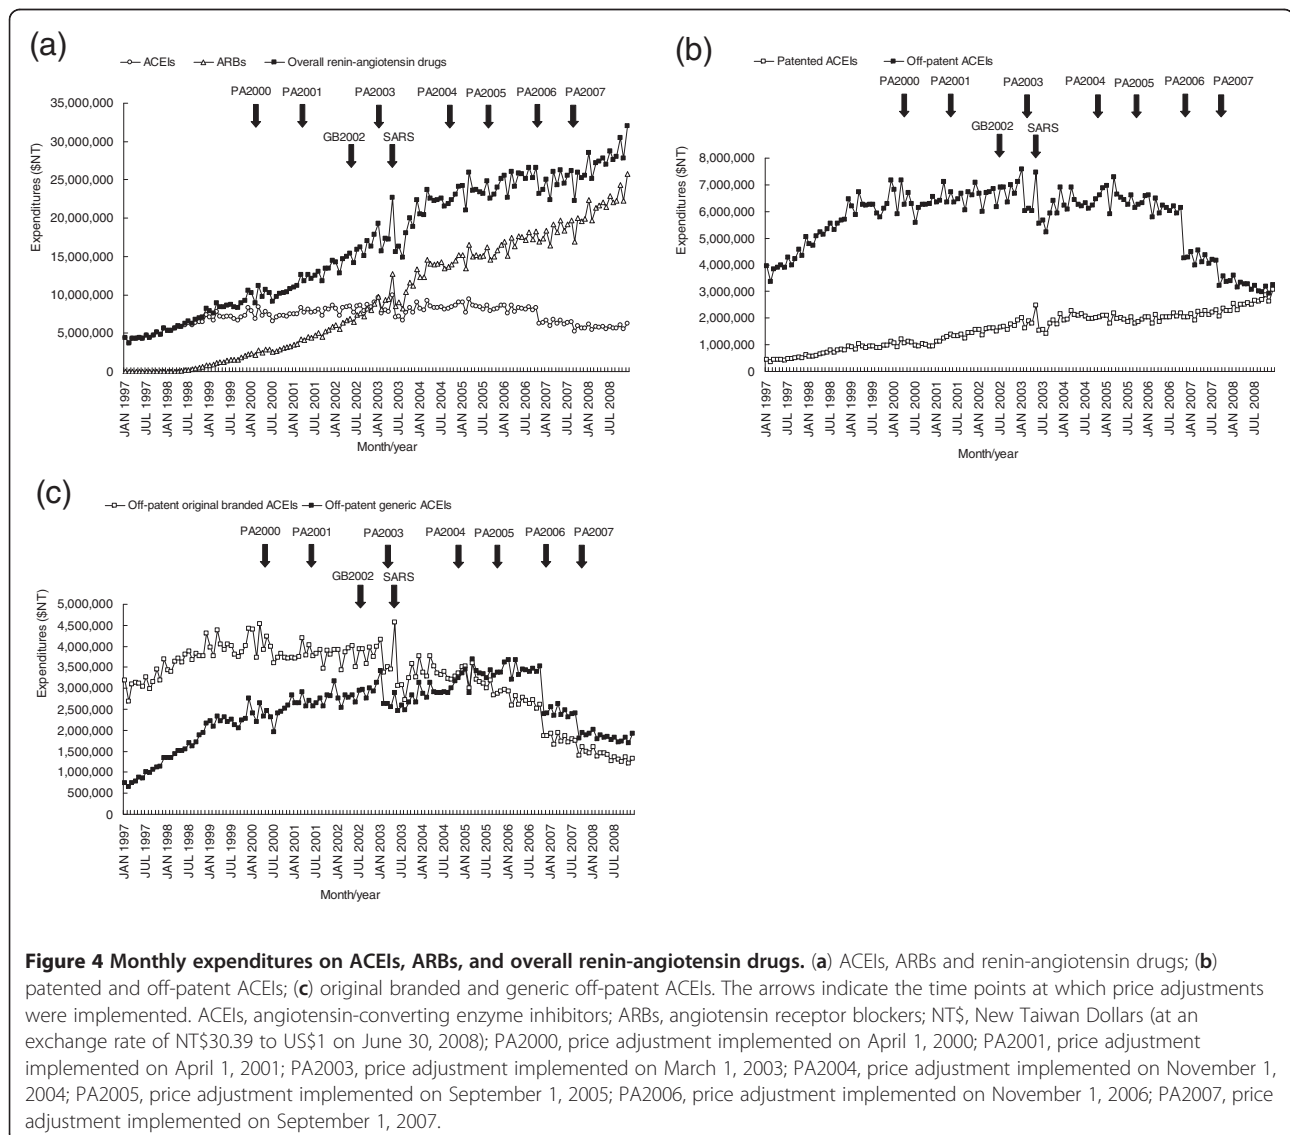 (a)
ACEIs ARBs Overall renin-angiotensin drugs
PA2000 PA2001 PA2003 PA2004 PA2005 PA2006 PA2007
GB2002 SARS
Expenditures ($NT)
35,000,000
30,000,000
25,000,000
20,000,000
15,000,000
10,000,000
5,000,000
0
JAN 1997 JUL 1997 JAN 1998 JUL 1998 JAN 1999 JUL 1999 JAN 2000 JUL 2000 JAN 2001 JUL 2001 JAN 2002 JUL 2002 JAN 2003 JUL 2003 JAN 2004 JUL 2004 JAN 2005 JUL 2005 JAN 2006 JUL 2006 JAN 2007 JUL 2007 JAN 2008 JUL 2008
Month/year
(b)
Patented ACEIs Off-patent ACEIs
PA2000 PA2001 PA2003 PA2004 PA2005 PA2006 PA2007
GB2002 SARS
Expenditures ($NT)
8,000,000
7,000,000
6,000,000
5,000,000
4,000,000
3,000,000
2,000,000
1,000,000
0
JAN 1997 JUL 1997 JAN 1998 JUL 1998 JAN 1999 JUL 1999 JAN 2000 JUL 2000 JAN 2001 JUL 2001 JAN 2002 JUL 2002 JAN 2003 JUL 2003 JAN 2004 JUL 2004 JAN 2005 JUL 2005 JAN 2006 JUL 2006 JAN 2007 JUL 2007 JAN 2008 JUL 2008
Month/year
(c)
Off-patent original branded ACEIs Off-patent generic ACEIs
PA2000 PA2001 PA2003 PA2004 PA2005 PA2006 PA2007
GB2002 SARS
Expenditures ($NT)
5,000,000
4,500,000
4,000,000
3,500,000
3,000,000
2,500,000
2,000,000
1,500,000
1,000,000
500,000
0
JAN 1997 JUL 1997 JAN 1998 JUL 1998 JAN 1999 JUL 1999 JAN 2000 JUL 2000 JAN 2001 JUL 2001 JAN 2002 JUL 2002 JAN 2003 JUL 2003 JAN 2004 JUL 2004 JAN 2005 JUL 2005 JAN 2006 JUL 2006 JAN 2007 JUL 2007 JAN 2008 JUL 2008
Month/year
Figure 4 Monthly expenditures on ACEIs, ARBs, and overall renin-angiotensin drugs. (a) ACEIs, ARBs and renin-angiotensin drugs; (b)
patented and off-patent ACEIs; (c) original branded and generic off-patent ACEIs. The arrows indicate the time points at which price adjustments
were implemented. ACEIs, angiotensin-converting enzyme inhibitors; ARBs, angiotensin receptor blockers; NT$, New Taiwan Dollars (at an
exchange rate of NT$30.39 to US$1 on June 30, 2008); PA2000, price adjustment implemented on April 1, 2000; PA2001, price adjustment
implemented on April 1, 2001; PA2003, price adjustment implemented on March 1, 2003; PA2004, price adjustment implemented on November 1,
2004; PA2005, price adjustment implemented on September 1, 2005; PA2006, price adjustment implemented on November 1, 2006; PA2007, price
adjustment implemented on September 1, 2007.